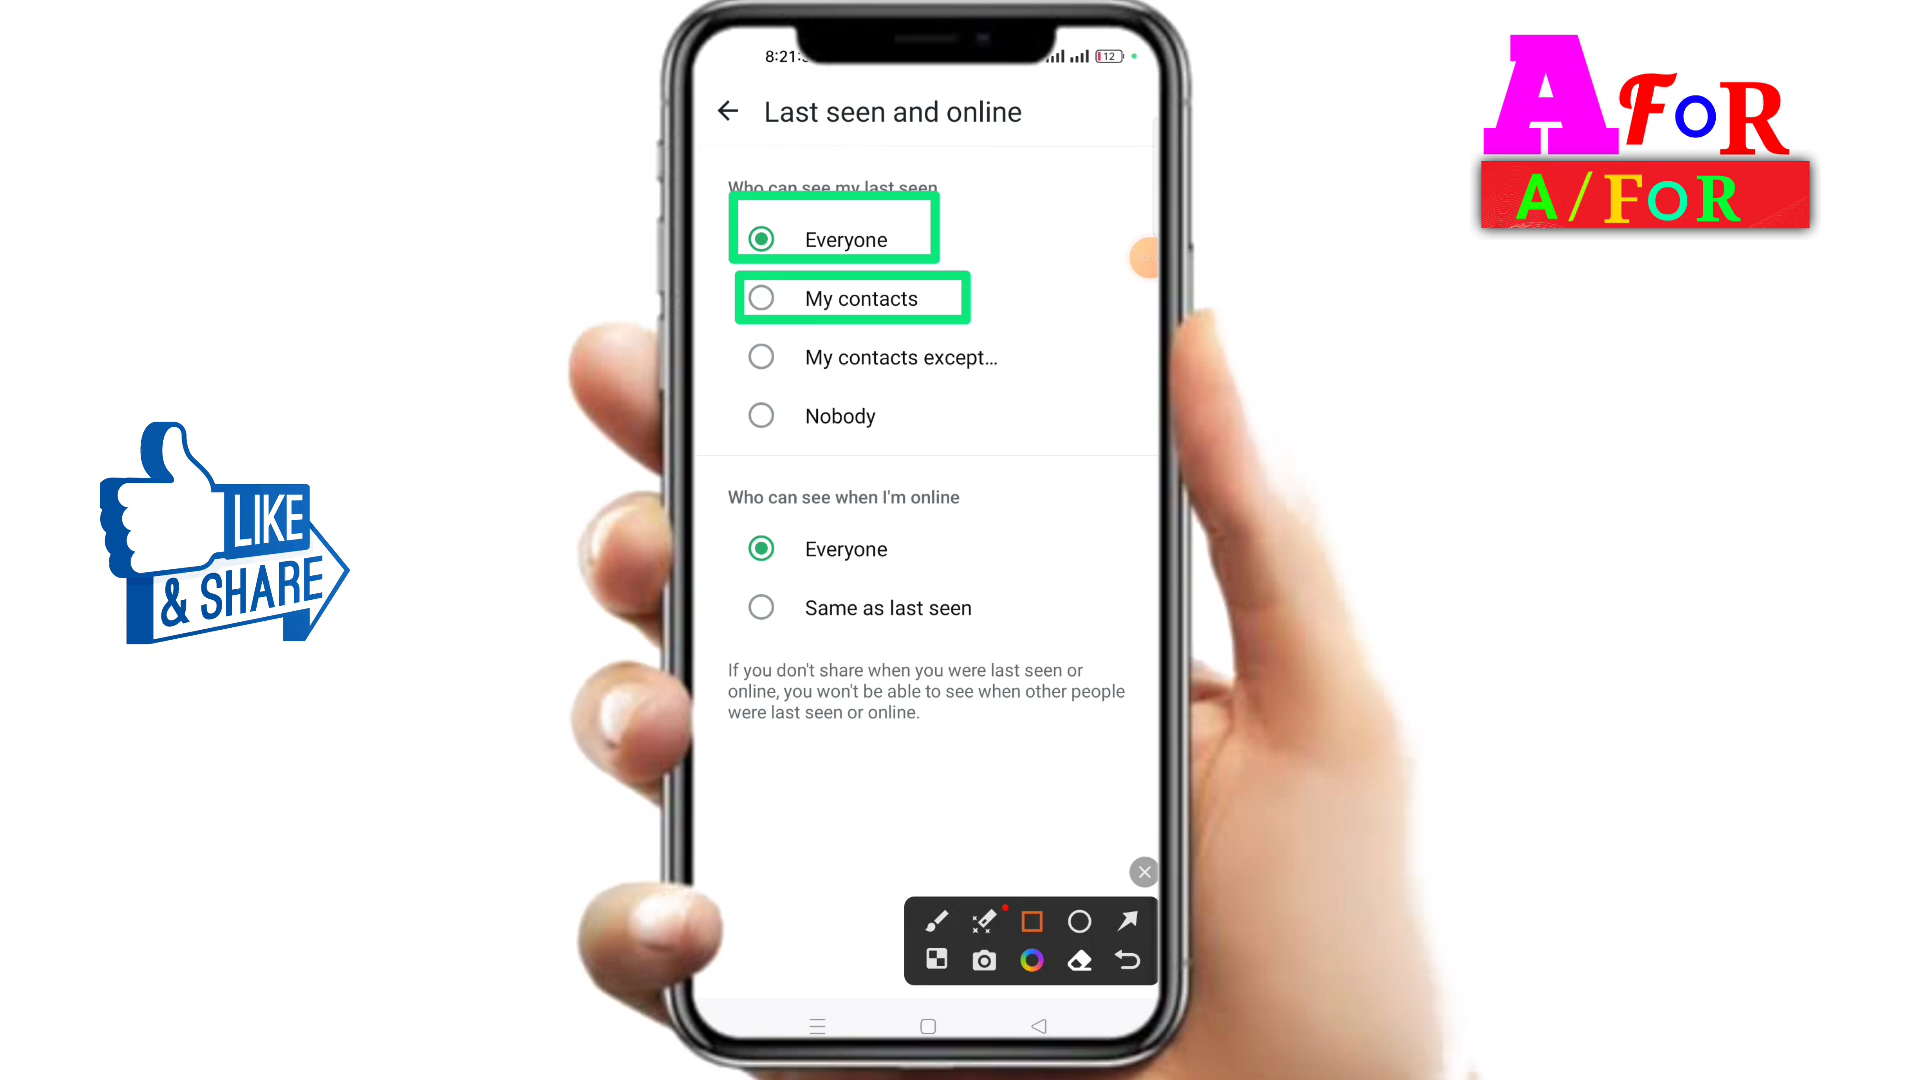 8:21:
12
Last seen and online
Who can see my last seen
Everyone
My contacts
My contacts except...
Nobody
Who can see when I'm online
Everyone
Same as last seen
If you don't share when you were last seen or
online, you won't be able to see when other people
were last seen or online.
A FoR
A/FoR
LIKE
& SHARE